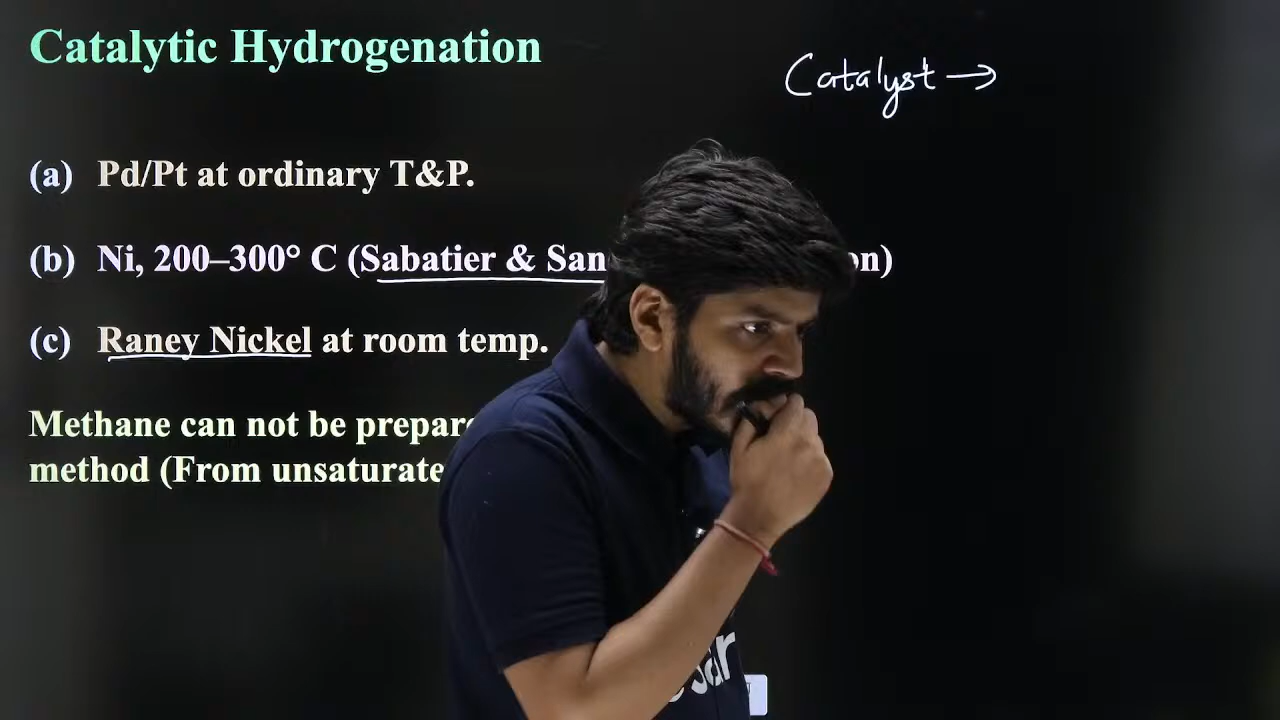 Catalytic Hydrogenation
Catalyst →
(a) Pd/Pt at ordinary T&P.
(b) Ni, 200–300° C (Sabatier & San on)
(c) Raney Nickel at room temp.
Methane can not be prepare
method (From unsaturate